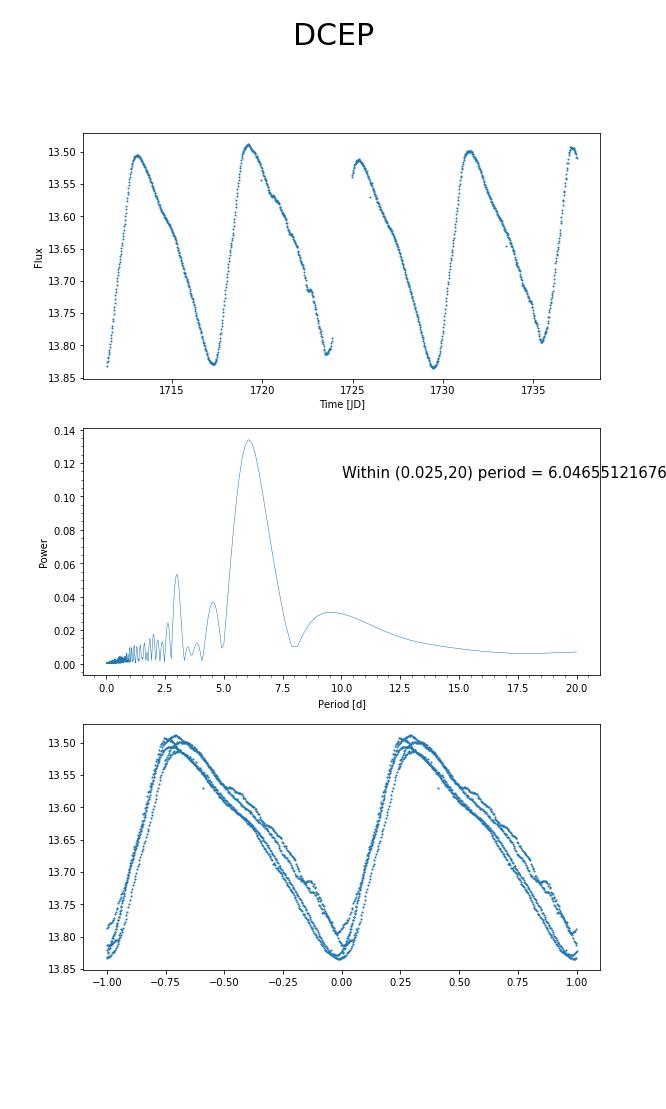 DCEP
13.50
13.55
13.60
13.65
13.70
13.75
13.80
13.85
Flux
1715 1720 1725 1730 1735
Time [JD]
0.14
0.12
0.10
0.08
0.06
0.04
0.02
0.00
Power
Within (0.025,20) period = 6.04655121676
0.0 2.5 5.0 7.5 10.0 12.5 15.0 17.5 20.0
Period [d]
13.50
13.55
13.60
13.65
13.70
13.75
13.80
13.85
−1.00 −0.75 −0.50 −0.25 0.00 0.25 0.50 0.75 1.00